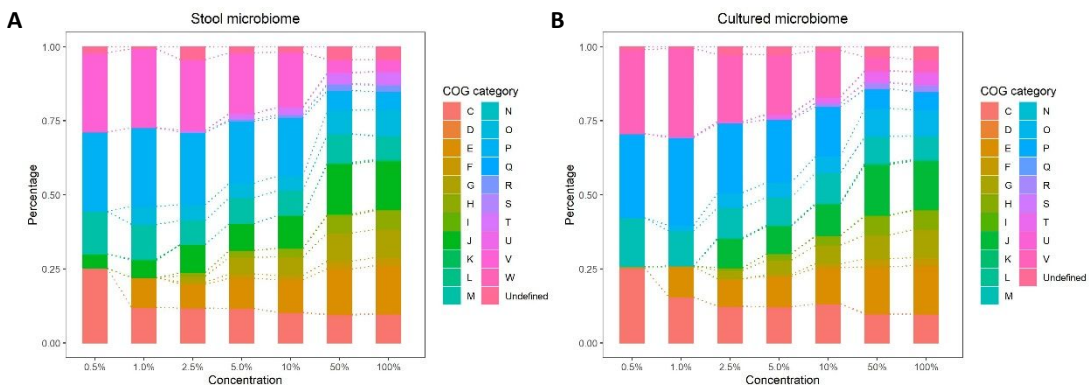 A
Stool microbiome
Percentage
1.00
0.75
0.50
0.25
0.00
0.5%
1.0%
2.5%
5.0%
10%
50%
100%
Concentration
COG category
C
D
E
F
G
H
I
J
K
L
M
N
O
P
Q
R
S
T
U
V
W
Undefined
B
Cultured microbiome
Percentage
1.00
0.75
0.50
0.25
0.00
0.5%
1.0%
2.5%
5.0%
10%
50%
100%
Concentration
COG category
C
D
E
F
G
H
I
J
K
L
M
N
O
P
Q
R
S
T
U
V
Undefined